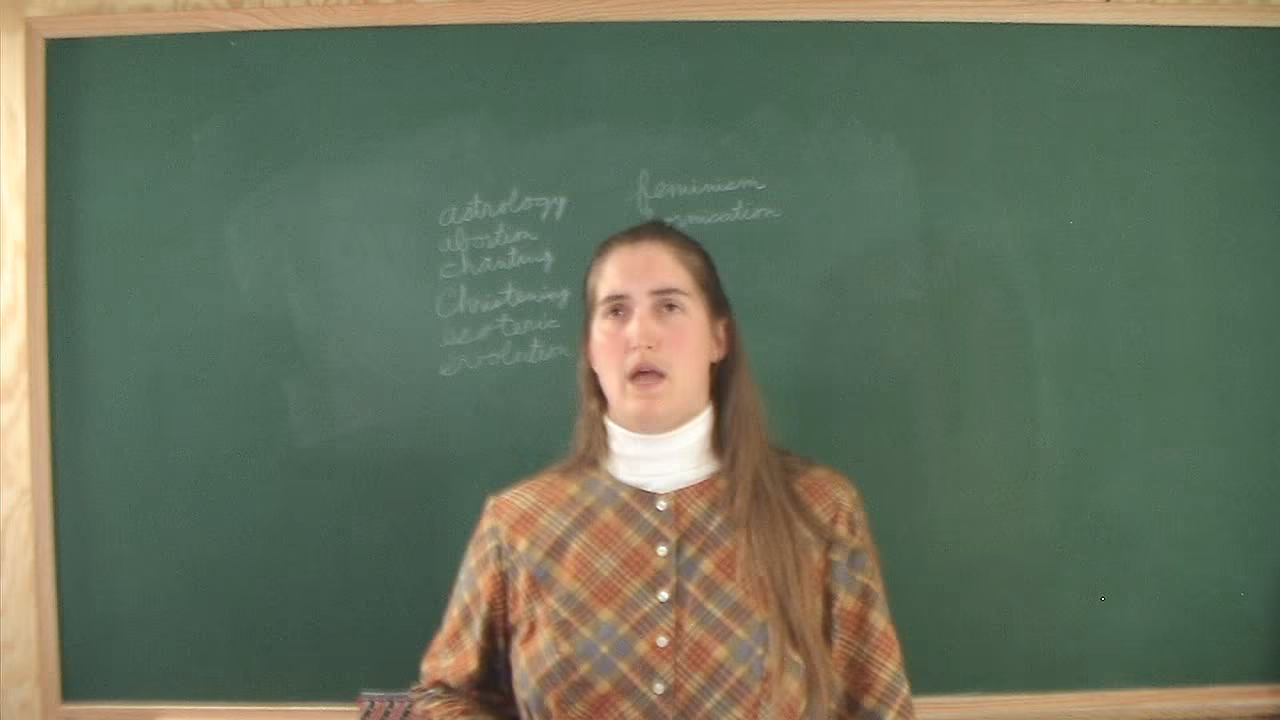 astrology
abortion
chanting
Christening
esoteric
evolution
feminism